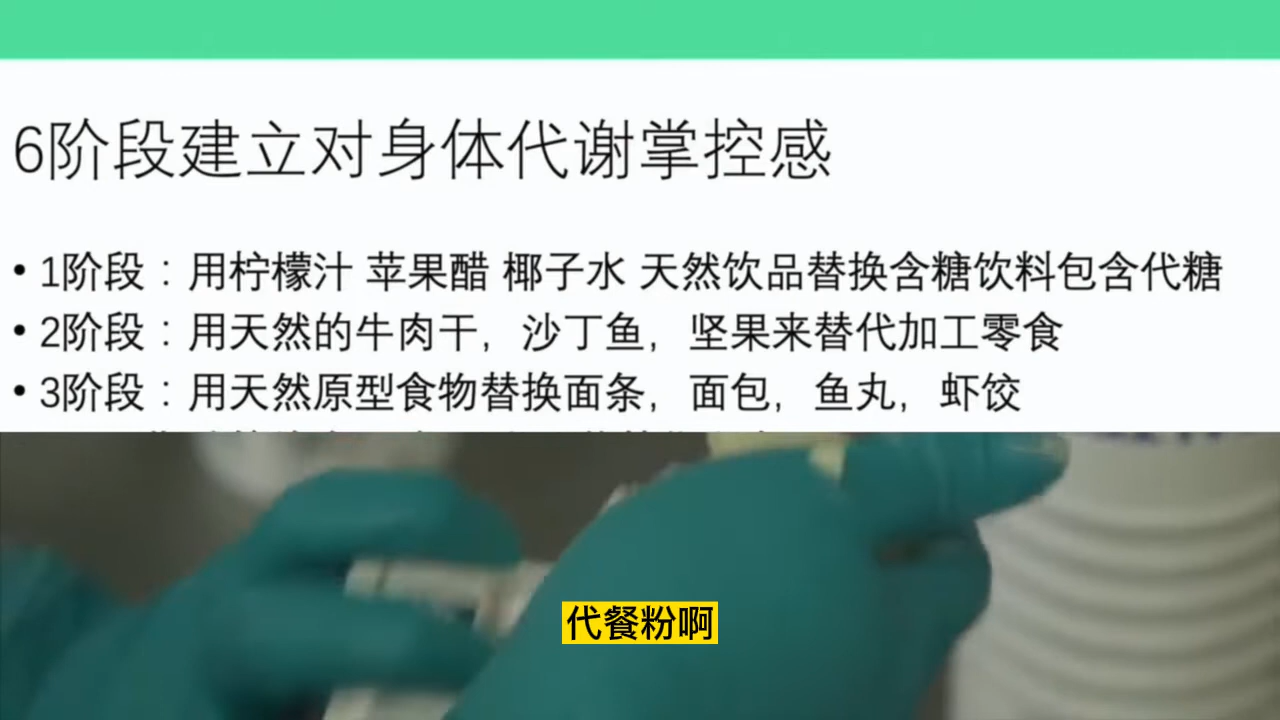 6阶段建立对身体代谢掌控感
• 1阶段：用柠檬汁 苹果醋 椰子水 天然饮品替换含糖饮料包含代糖
• 2阶段：用天然的牛肉干，沙丁鱼，坚果来替代加工零食
• 3阶段：用天然原型食物替换面条，面包，鱼丸，虾饺
代餐粉啊